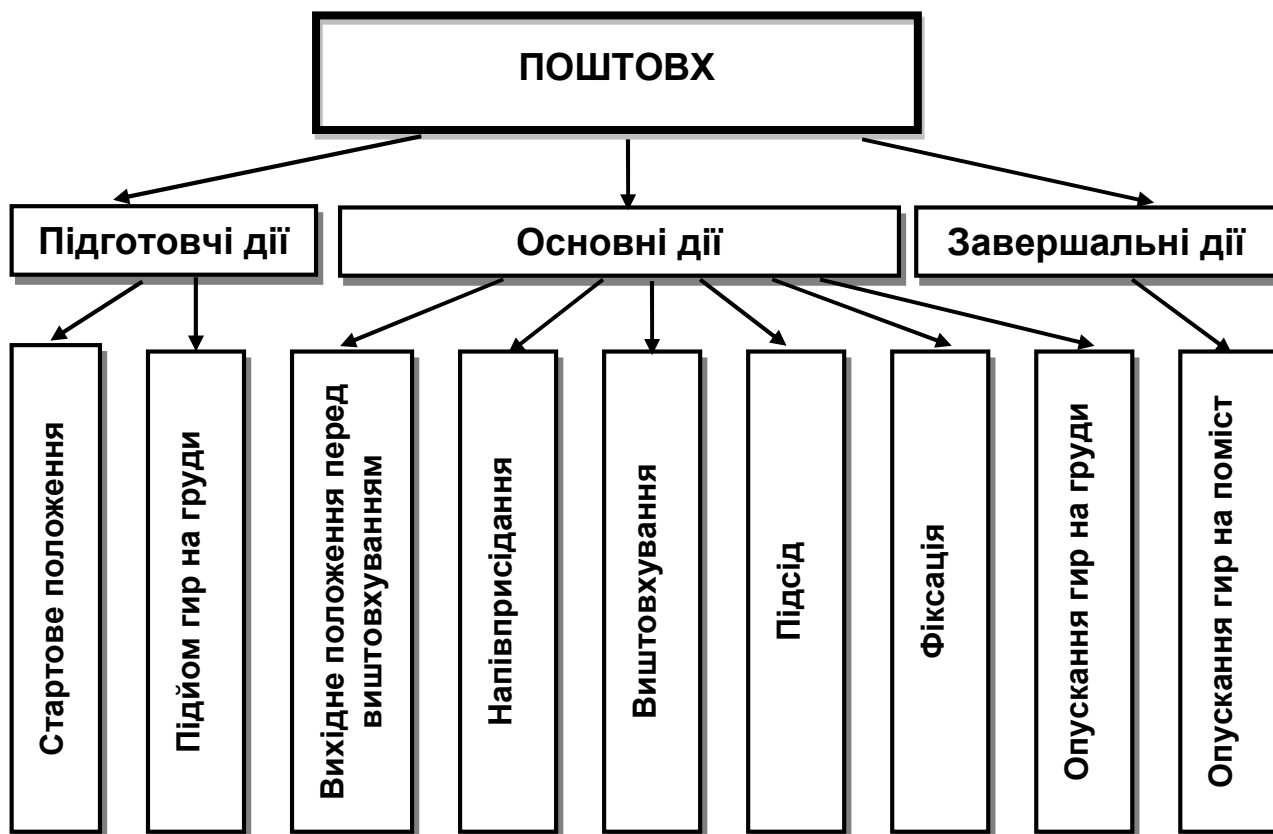 ПОШТОВХ
Підготовчі дії
Основні дії
Завершальні дії
Стартове положення
Підйом гир на груди
Вихідне положення перед
виштовхуванням
Напівприсідання
Виштовхування
Підсід
Фіксація
Опускання гир на груди
Опускання гир на поміст